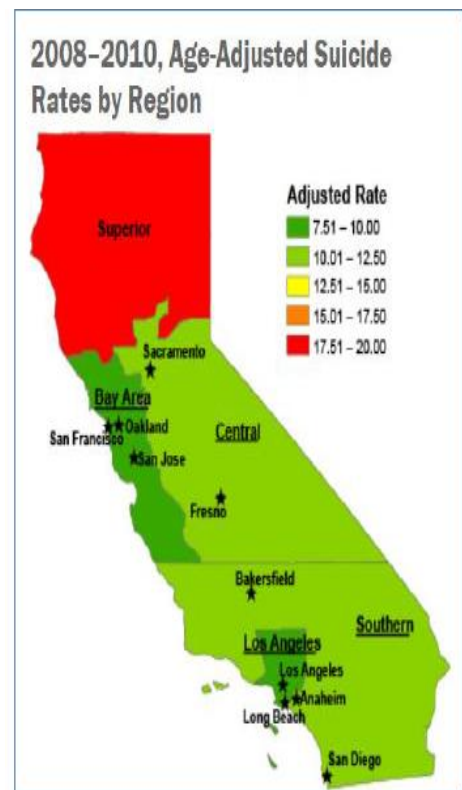 2008–2010, Age-Adjusted Suicide
Rates by Region
Superior
Adjusted Rate
7.51 – 10.00
10.01 – 12.50
12.51 – 15.00
15.01 – 17.50
17.51 – 20.00
Sacramento
Bay Area
Oakland
San Francisco
Central
San Jose
Fresno
Bakersfield
Southern
Los Angeles
Los Angeles
Anaheim
Long Beach
San Diego